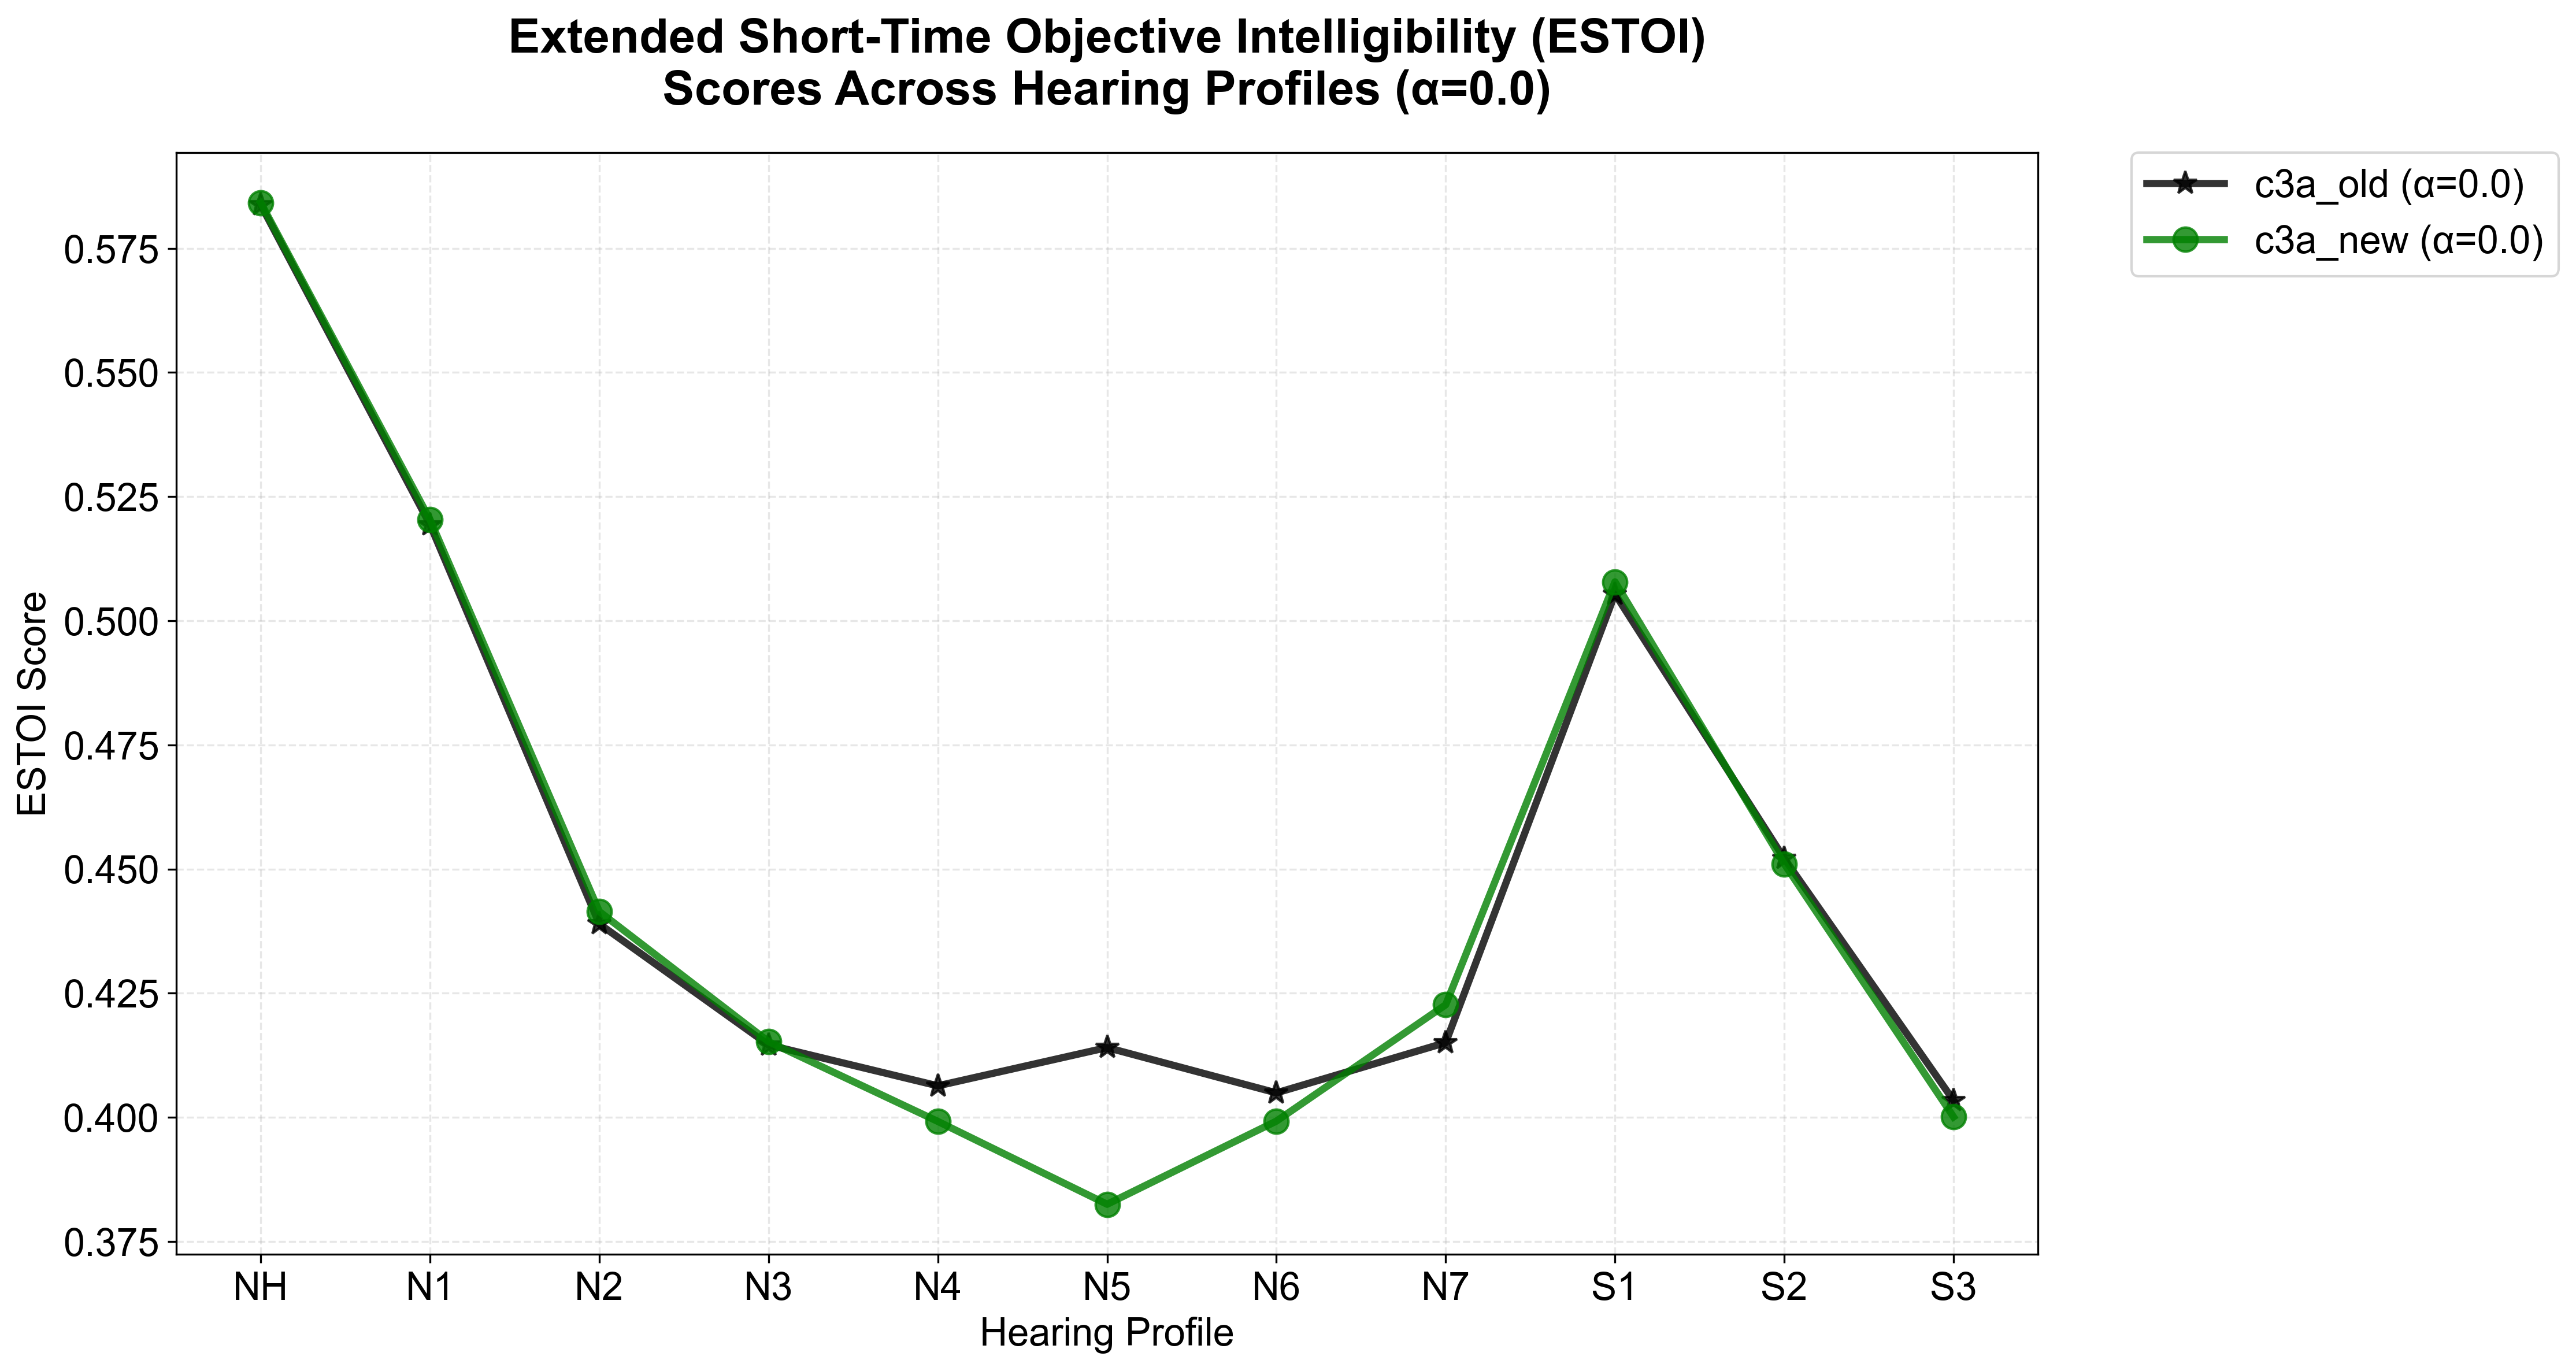 Extended Short-Time Objective Intelligibility (ESTOI)
Scores Across Hearing Profiles (α=0.0)
c3a_old (α=0.0)
c3a_new (α=0.0)
ESTOI Score
0.575
0.550
0.525
0.500
0.475
0.450
0.425
0.400
0.375
NH N1 N2 N3 N4 N5 N6 N7 S1 S2 S3
Hearing Profile